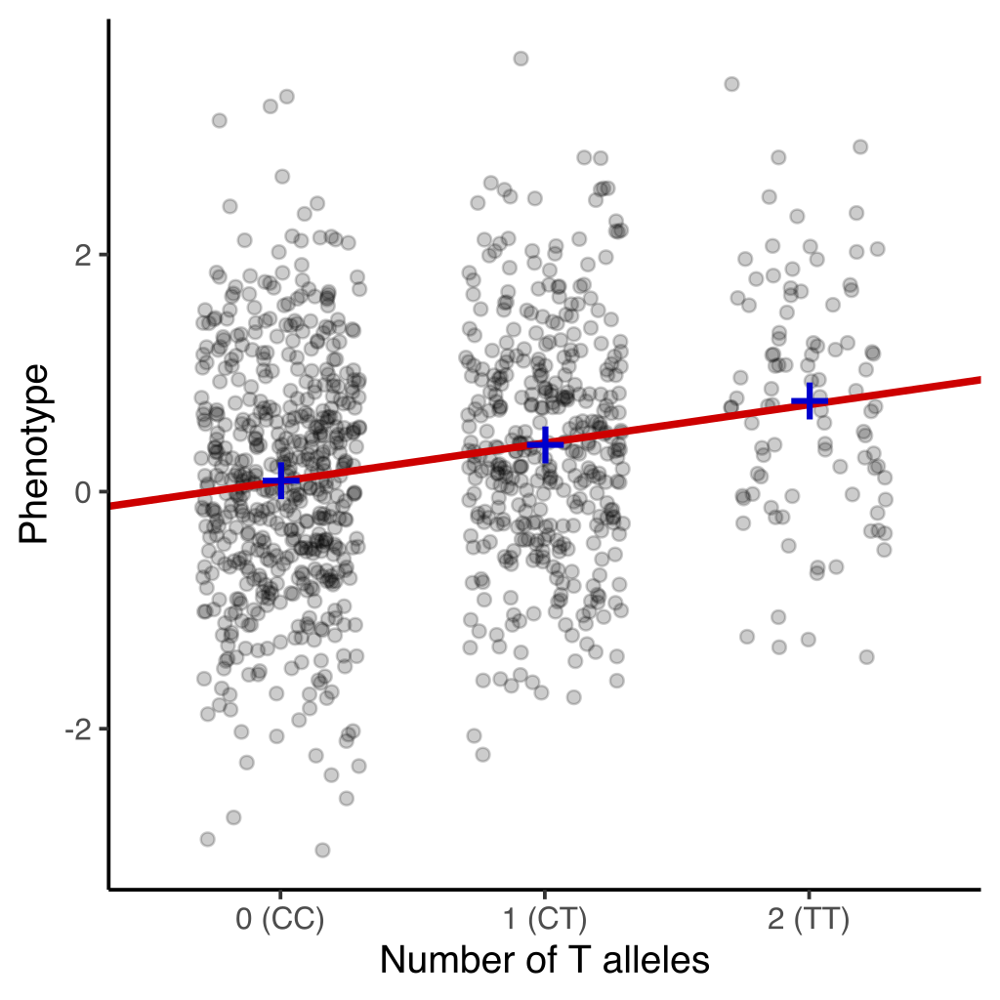 Phenotype
2
0
-2
0 (CC)
1 (CT)
2 (TT)
Number of T alleles